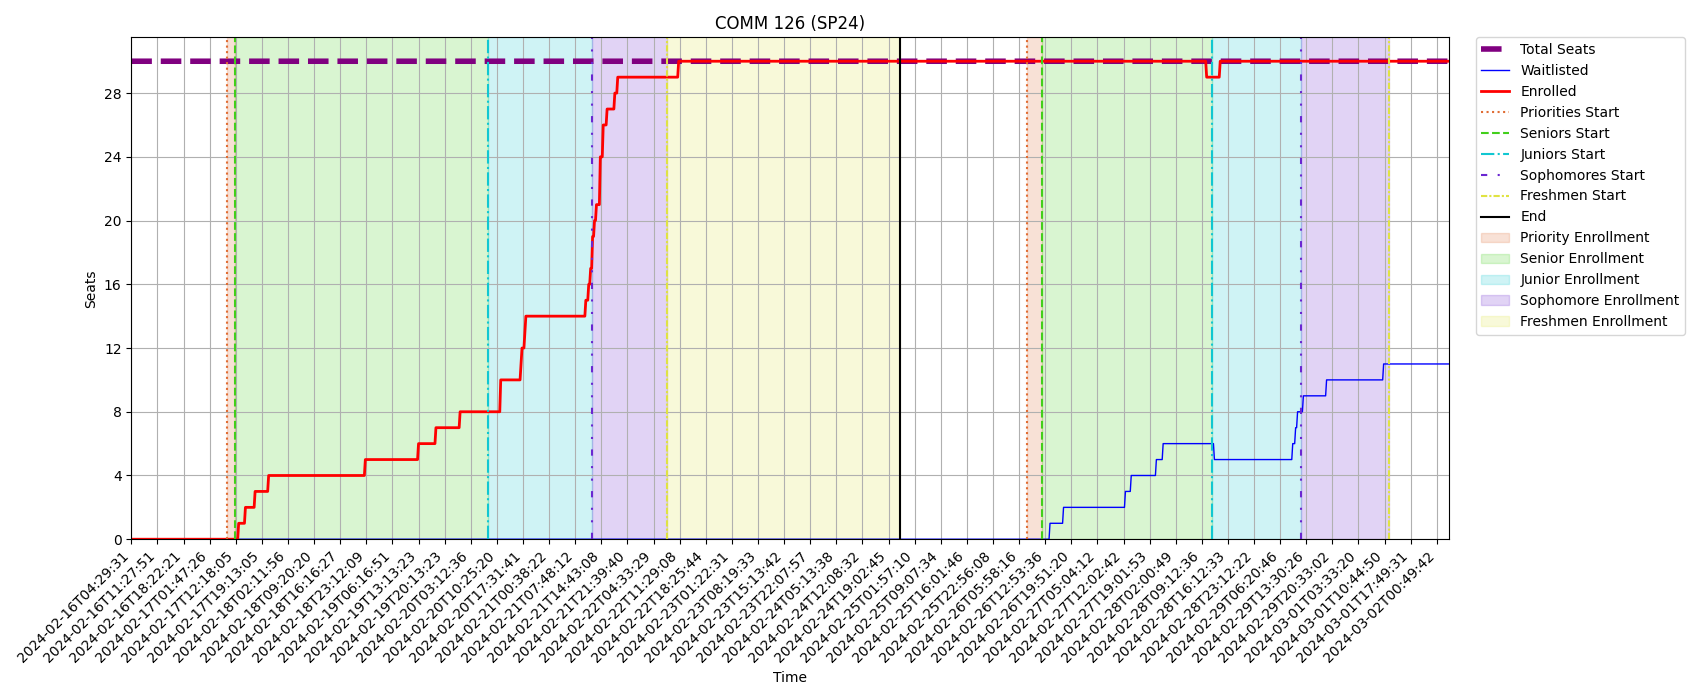 COMM 126 (SP24)
Total Seats
Waitlisted
Enrolled
Priorities Start
Seniors Start
Juniors Start
Sophomores Start
Freshmen Start
End
Priority Enrollment
Senior Enrollment
Junior Enrollment
Sophomore Enrollment
Freshmen Enrollment
Seats
28
24
20
16
12
8
4
0
2024-02-16T04:29:31
2024-02-16T11:27:51
2024-02-16T18:22:21
2024-02-17T01:47:26
2024-02-17T12:18:05
2024-02-17T19:13:05
2024-02-18T02:11:56
2024-02-18T09:20:20
2024-02-18T16:16:27
2024-02-18T23:12:09
2024-02-19T06:16:51
2024-02-19T13:13:23
2024-02-19T20:13:23
2024-02-20T03:12:36
2024-02-20T10:25:20
2024-02-20T17:31:41
2024-02-21T00:38:22
2024-02-21T07:48:12
2024-02-21T14:43:08
2024-02-21T21:39:40
2024-02-22T04:33:29
2024-02-22T11:29:08
2024-02-22T18:25:44
2024-02-23T01:22:31
2024-02-23T08:19:33
2024-02-23T15:13:42
2024-02-23T22:07:57
2024-02-24T05:13:38
2024-02-24T12:08:32
2024-02-24T19:02:45
2024-02-25T01:57:10
2024-02-25T09:07:34
2024-02-25T16:01:46
2024-02-25T22:56:08
2024-02-26T05:58:16
2024-02-26T12:53:36
2024-02-26T19:51:20
2024-02-27T05:04:12
2024-02-27T12:02:42
2024-02-27T19:01:53
2024-02-28T02:00:49
2024-02-28T09:12:36
2024-02-28T16:12:33
2024-02-28T23:12:22
2024-02-29T06:20:46
2024-02-29T13:30:26
2024-02-29T20:33:02
2024-03-01T03:33:20
2024-03-01T10:44:50
2024-03-01T17:49:31
2024-03-02T00:49:42
Time